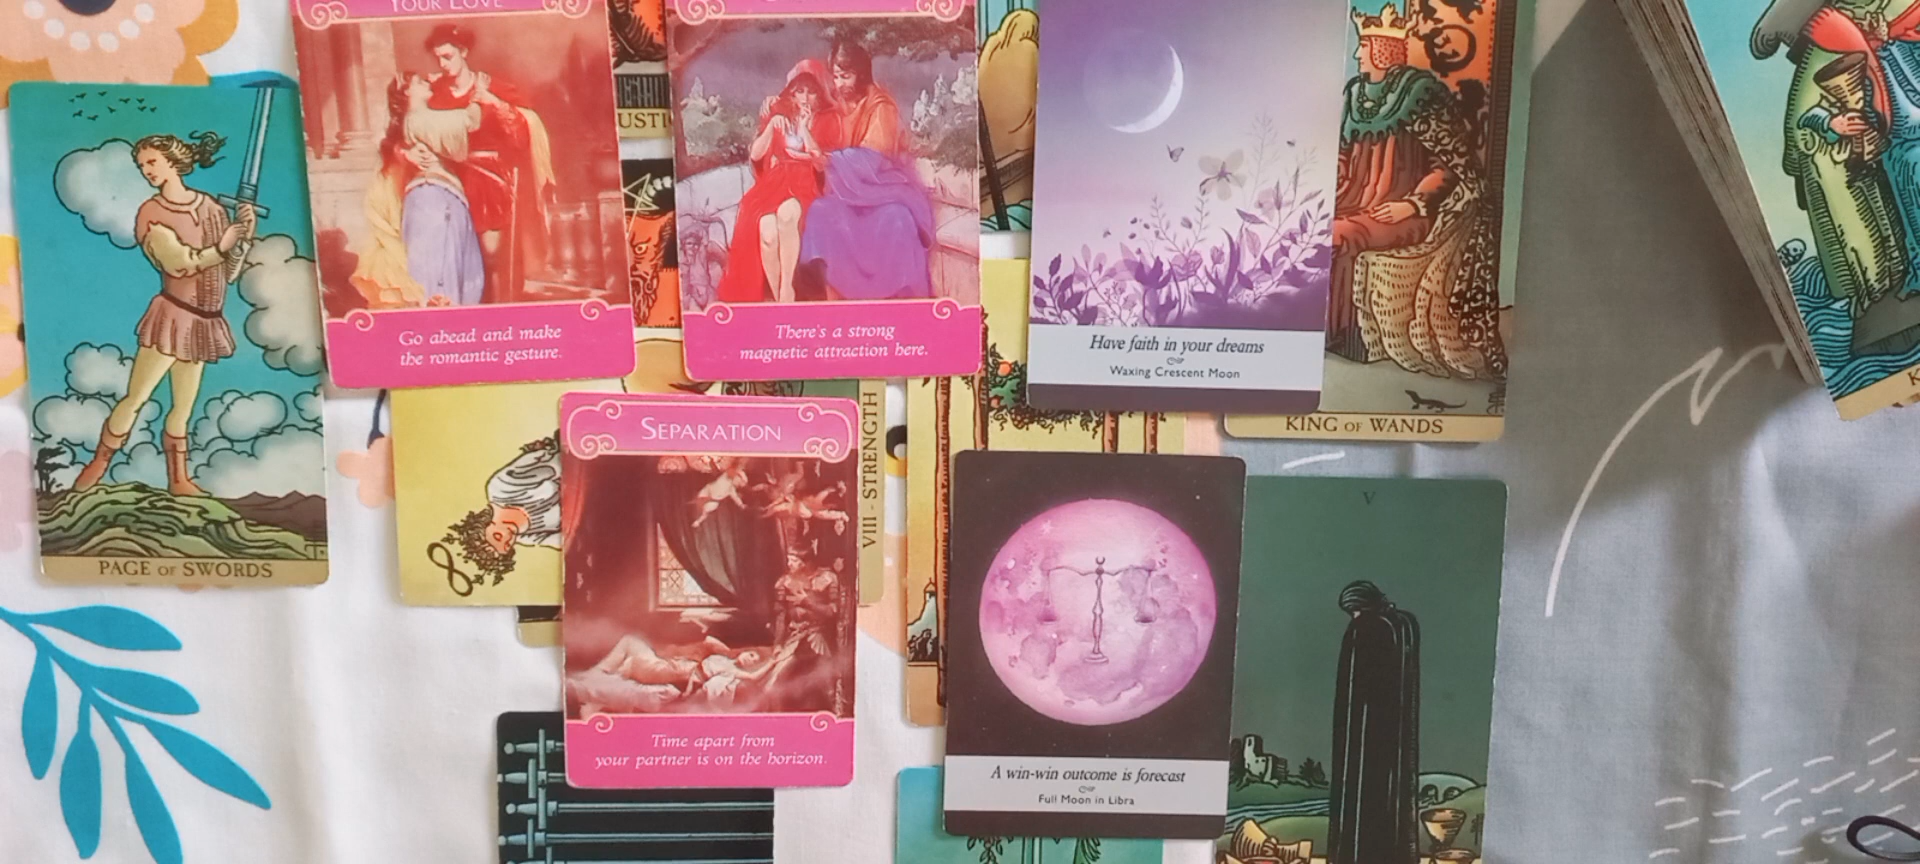 YOUR LOVE
USTI
Go ahead and make
the romantic gesture.
There's a strong
magnetic attraction here.
Have faith in your dreams
Waxing Crescent Moon
KING OF WANDS
K
PAGE OF SWORDS
VIII - STRENGTH
SEPARATION
Time apart from
your partner is on the horizon.
V
A win-win outcome is forecast
Full Moon in Libra